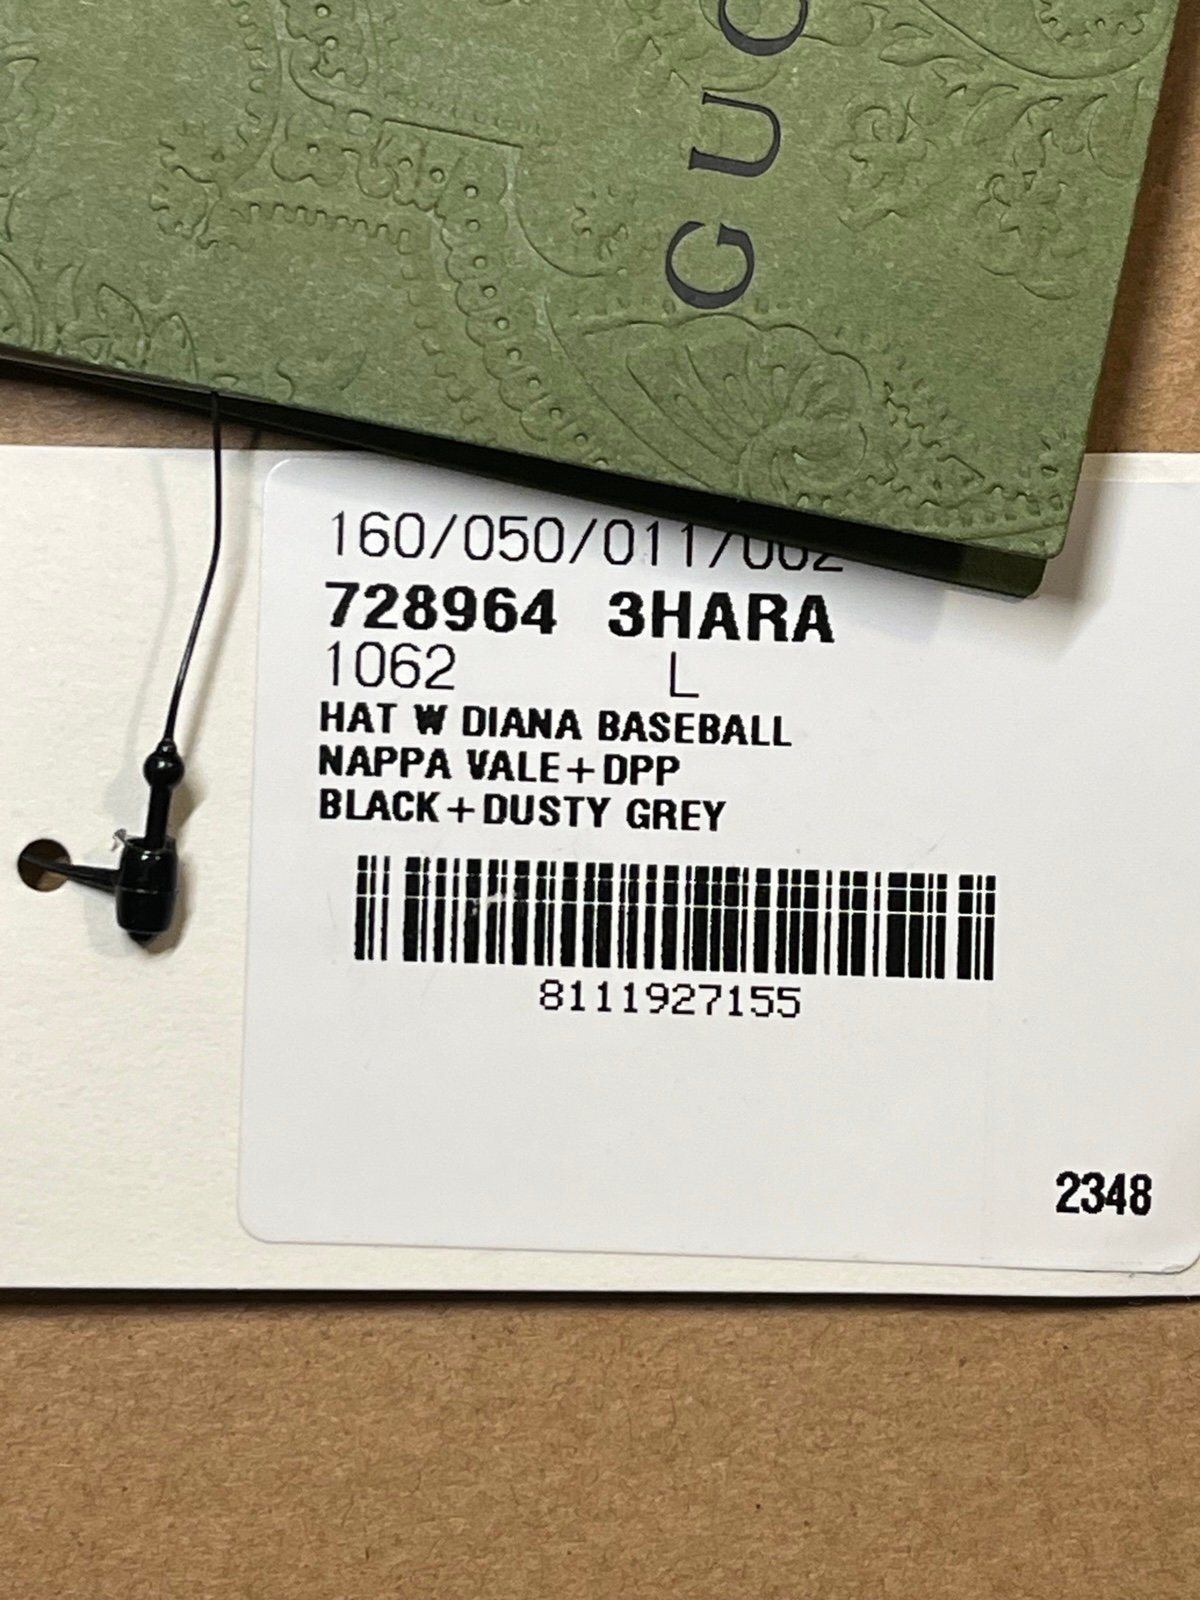 GUC
160/050/011/002
728964 3HARA
1062 L
HAT W DIANA BASEBALL
NAPPA VALE+DPP
BLACK+DUSTY GREY
8111927155
2348